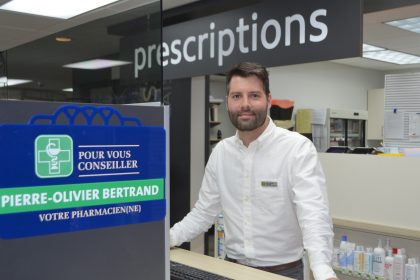 prescriptions
POUR VOUS
CONSEILLER
PIERRE-OLIVIER BERTRAND
VOTRE PHARMACIEN(NE)